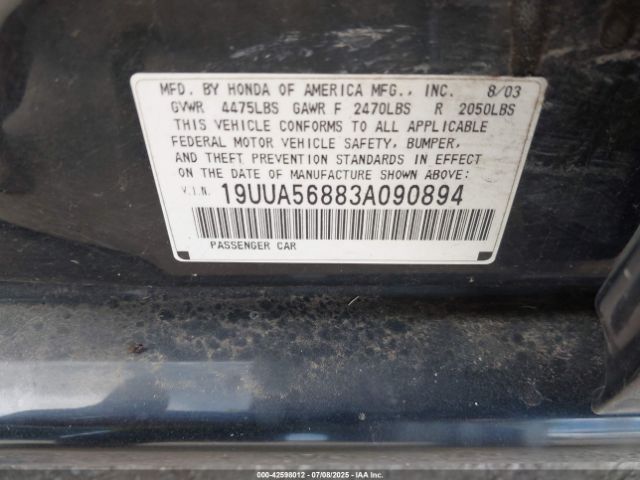 MFD. BY HONDA OF AMERICA MFG., INC. 8/03
GVWR 4475LBS GAWR F 2470LBS R 2050LBS
THIS VEHICLE CONFORMS TO ALL APPLICABLE
FEDERAL MOTOR VEHICLE SAFETY, BUMPER,
AND THEFT PREVENTION STANDARDS IN EFFECT
ON THE DATE OF MANUFACTURE SHOWN ABOVE:
V.I.N. 19UUA56883A090894
PASSENGER CAR
000-42598012 - 07/08/2025 - IAAI.COM